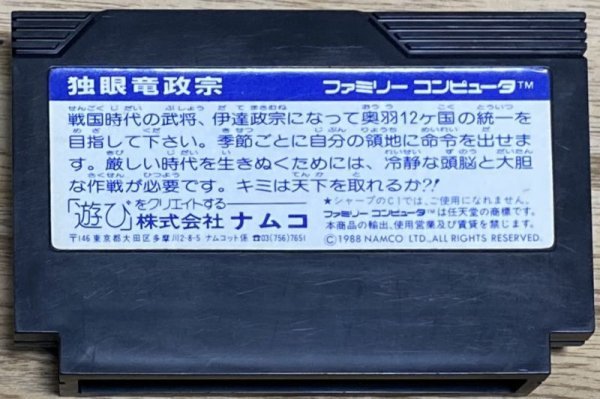 独眼竜政宗 ファミリー コンピュータ™
戦国時代の武将、伊達政宗になって奥羽12ケ国の統一を
目指して下さい。季節ごとに自分の領地に命令を出せま
す。厳しい時代を生きぬくためには、冷静な頭脳と大胆
な作戦が必要です。キミは天下を取れるか?!
「遊び」をクリエイトする
株式会社 ナムコ
〒146 東京都大田区多摩川2-8-5 ナムコット係 ☎03(756)7651
★シャープのC1では、ご使用になれません。
ファミリー コンピュータ™は任天堂の商標です。
本商品の輸出、使用営業及び賃貸を禁じます。
©1988 NAMCO LTD., ALL RIGHTS RESERVED.